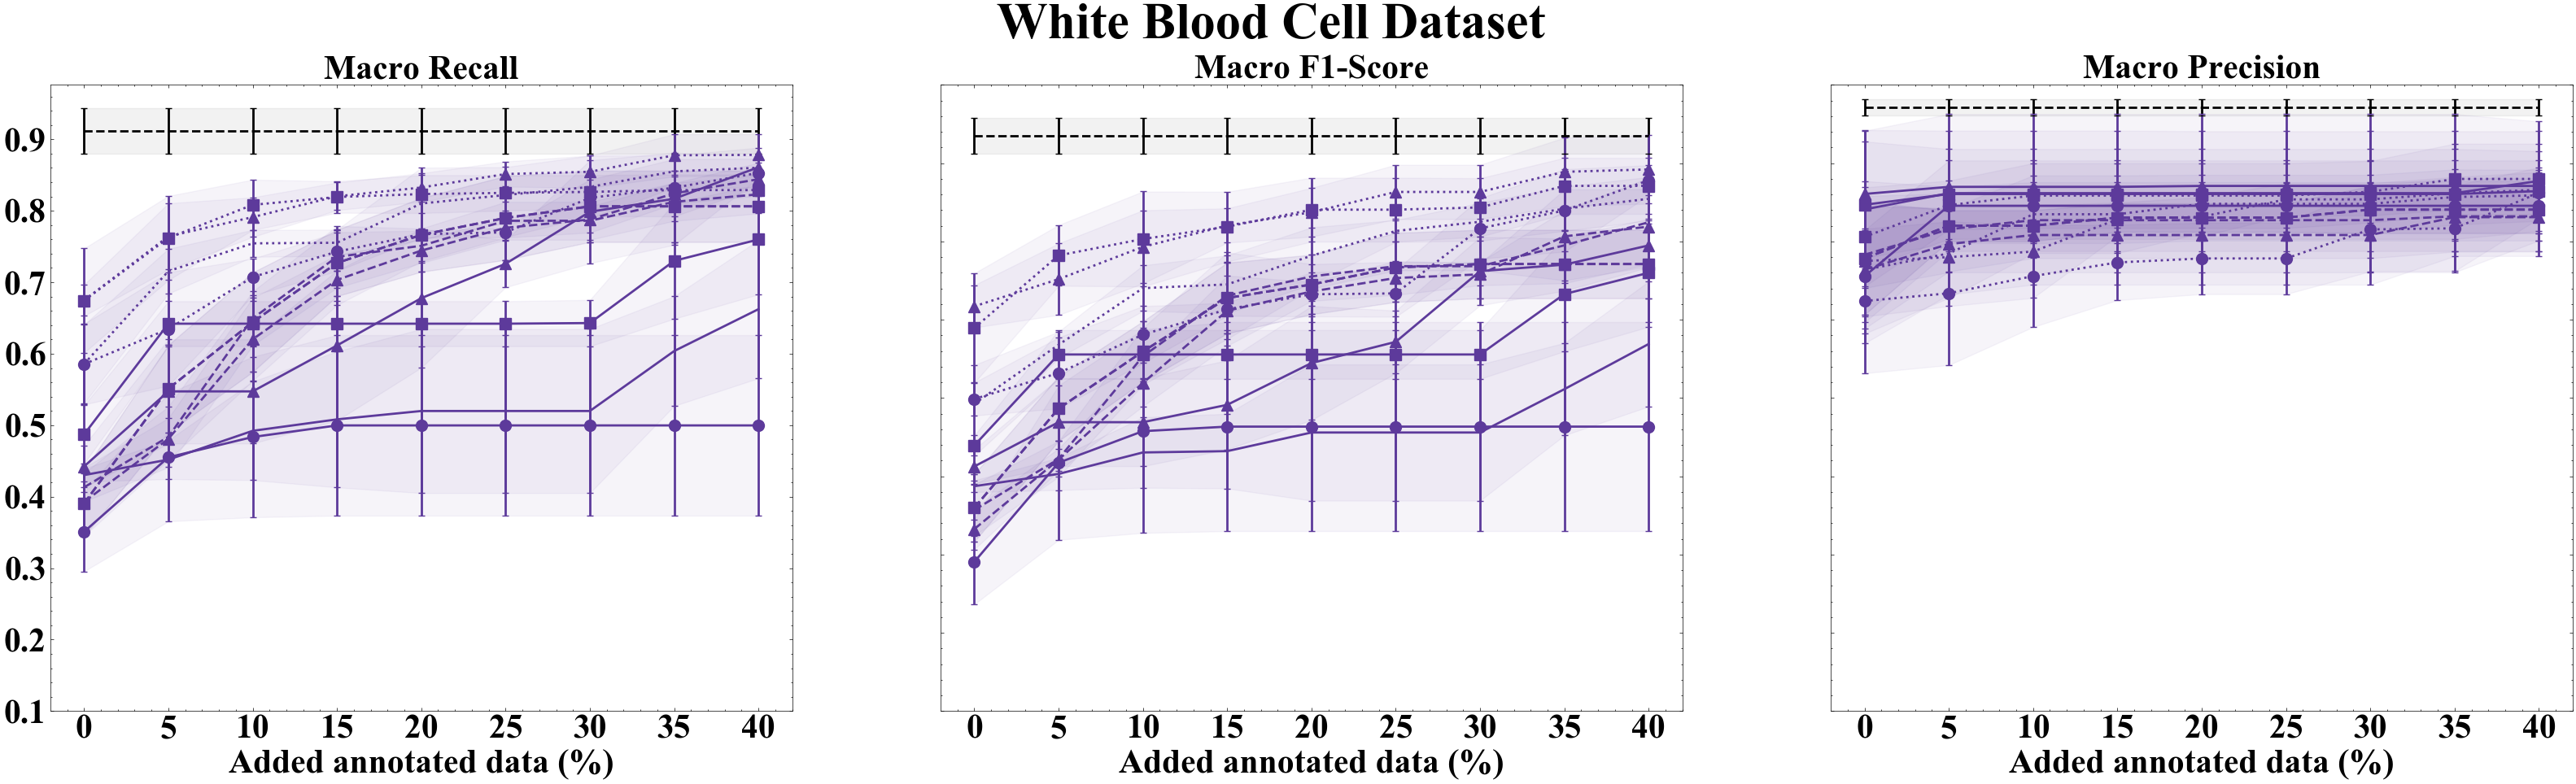 White Blood Cell Dataset
Macro Recall
Macro F1-Score
Macro Precision
0.9
0.8
0.7
0.6
0.5
0.4
0.3
0.2
0.1
0 5 10 15 20 25 30 35 40
0 5 10 15 20 25 30 35 40
0 5 10 15 20 25 30 35 40
Added annotated data (%)
Added annotated data (%)
Added annotated data (%)